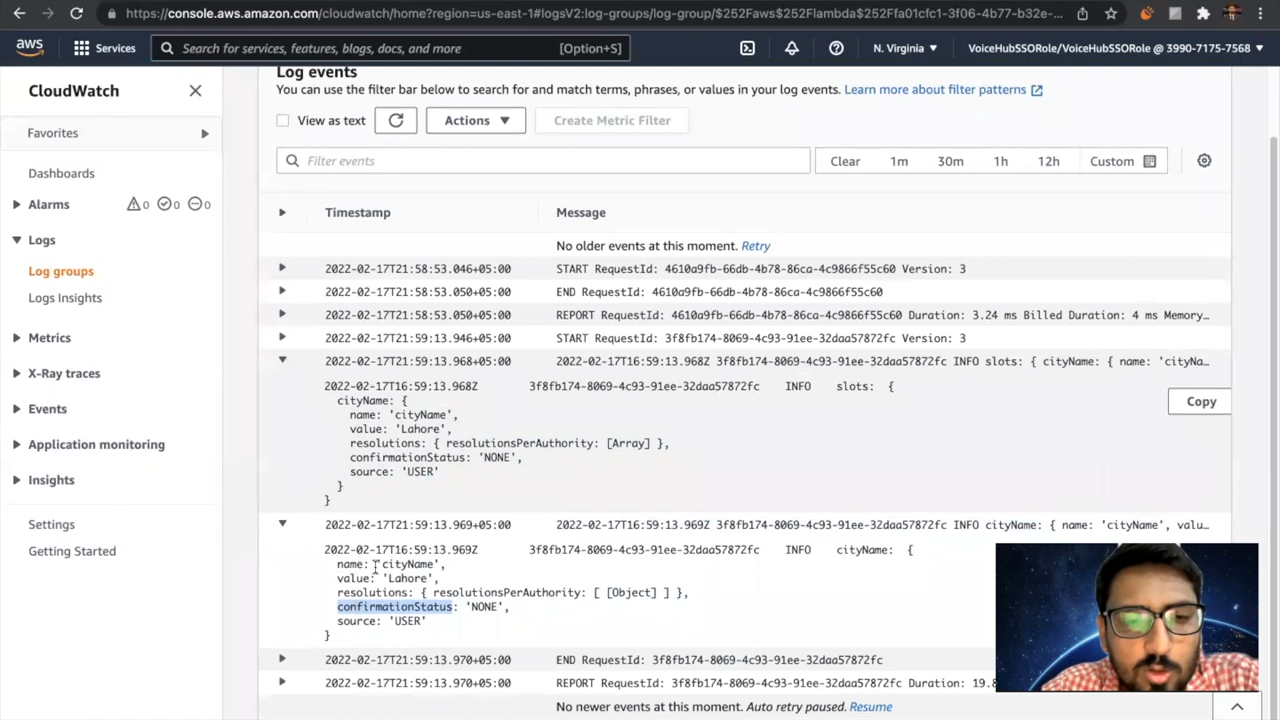 https://console.aws.amazon.com/cloudwatch/home?region=us-east-1#logsV2:log-groups/log-group/$252Faws$252Flambda$252Ffa01cfc1-3f06-4b77-b32e-...
aws Services Search for services, features, blogs, docs, and more [Option+S] N. Virginia ▼ VoiceHubSSORole/VoiceHubSSORole @ 3990-7175-7568 ▼
CloudWatch
Favorites
Dashboards
Alarms 0 0 0
Logs
Log groups
Logs Insights
Metrics
X-Ray traces
Events
Application monitoring
Insights
Settings
Getting Started
Log events
You can use the filter bar below to search for and match terms, phrases, or values in your log events. Learn more about filter patterns
View as text Actions ▼ Create Metric Filter
Filter events Clear 1m 30m 1h 12h Custom
Timestamp Message
No older events at this moment. Retry
2022-02-17T21:58:53.046+05:00 START RequestId: 4610a9fb-66db-4b78-86ca-4c9866f55c60 Version: 3
2022-02-17T21:58:53.050+05:00 END RequestId: 4610a9fb-66db-4b78-86ca-4c9866f55c60
2022-02-17T21:58:53.050+05:00 REPORT RequestId: 4610a9fb-66db-4b78-86ca-4c9866f55c60 Duration: 3.24 ms Billed Duration: 4 ms Memory…
2022-02-17T21:59:13.946+05:00 START RequestId: 3f8fb174-8069-4c93-91ee-32daa57872fc Version: 3
2022-02-17T21:59:13.968+05:00 2022-02-17T16:59:13.968Z 3f8fb174-8069-4c93-91ee-32daa57872fc INFO slots: { cityName: { name: 'cityNa…
2022-02-17T16:59:13.968Z 3f8fb174-8069-4c93-91ee-32daa57872fc INFO slots: {
cityName: {
name: 'cityName',
value: 'Lahore',
resolutions: { resolutionsPerAuthority: [Array] },
confirmationStatus: 'NONE',
source: 'USER'
}
}
Copy
2022-02-17T21:59:13.969+05:00 2022-02-17T16:59:13.969Z 3f8fb174-8069-4c93-91ee-32daa57872fc INFO cityName: { name: 'cityName', valu…
2022-02-17T16:59:13.969Z 3f8fb174-8069-4c93-91ee-32daa57872fc INFO cityName: {
name: 'cityName',
value: 'Lahore',
resolutions: { resolutionsPerAuthority: [ [Object] ] },
confirmationStatus: 'NONE',
source: 'USER'
}
2022-02-17T21:59:13.970+05:00 END RequestId: 3f8fb174-8069-4c93-91ee-32daa57872fc
2022-02-17T21:59:13.970+05:00 REPORT RequestId: 3f8fb174-8069-4c93-91ee-32daa57872fc Duration: 19.8
No newer events at this moment. Auto retry paused. Resume